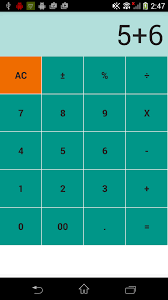 2:47
5+6
AC ± % ÷
7 8 9 X
4 5 6 -
1 2 3 +
0 00 . =